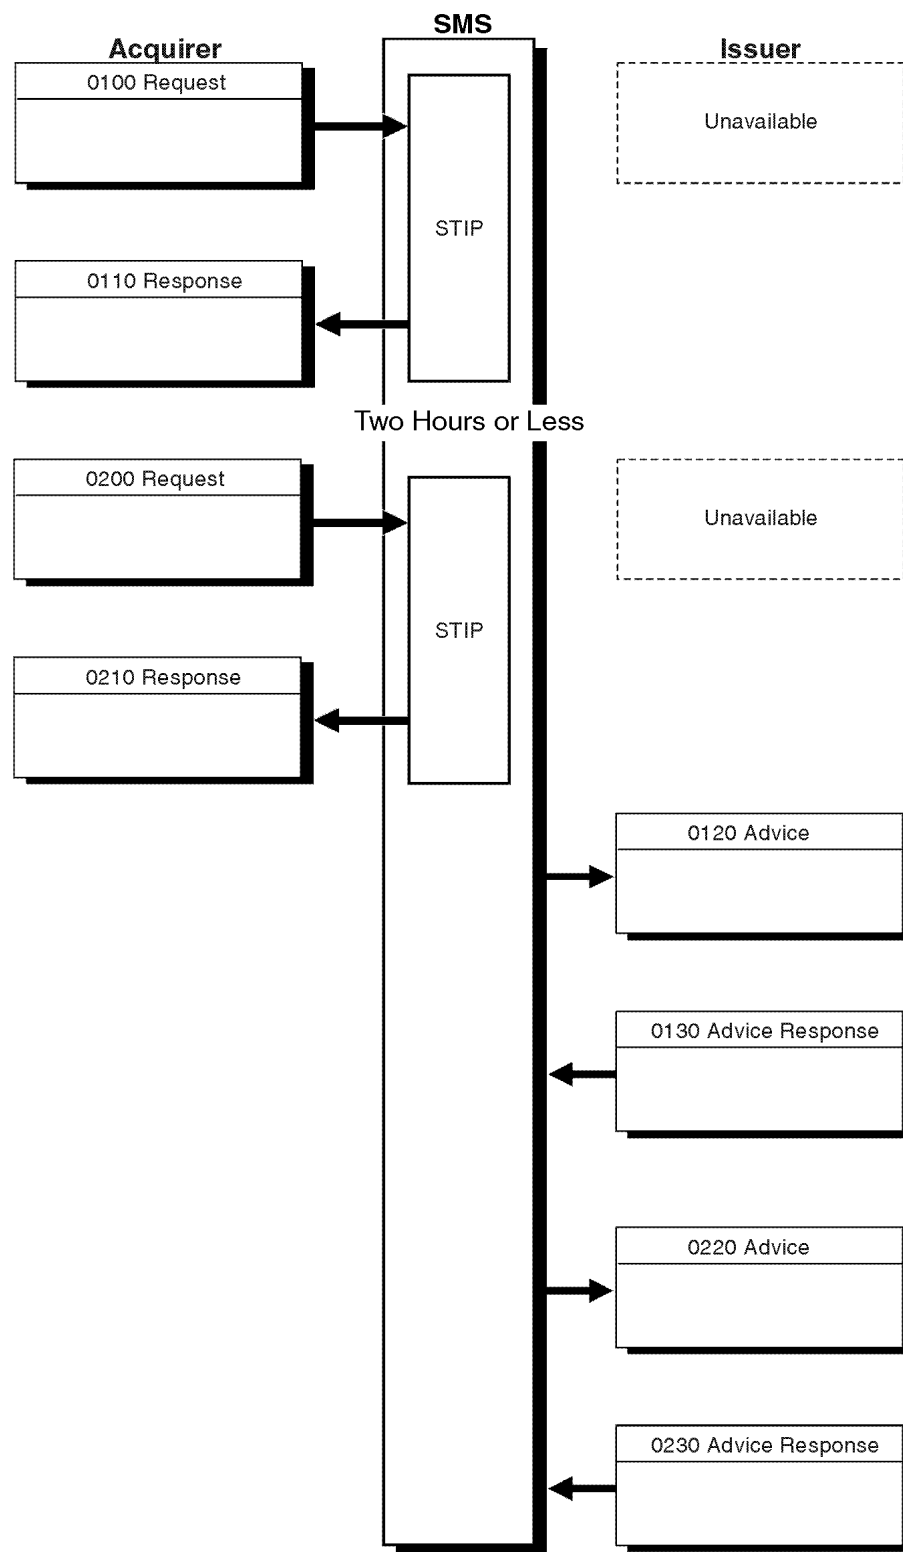 SMS
Acquirer
Issuer
0100 Request
Unavailable
STIP
0110 Response
Two Hours or Less
0200 Request
Unavailable
STIP
0210 Response
0120 Advice
0130 Advice Response
0220 Advice
0230 Advice Response